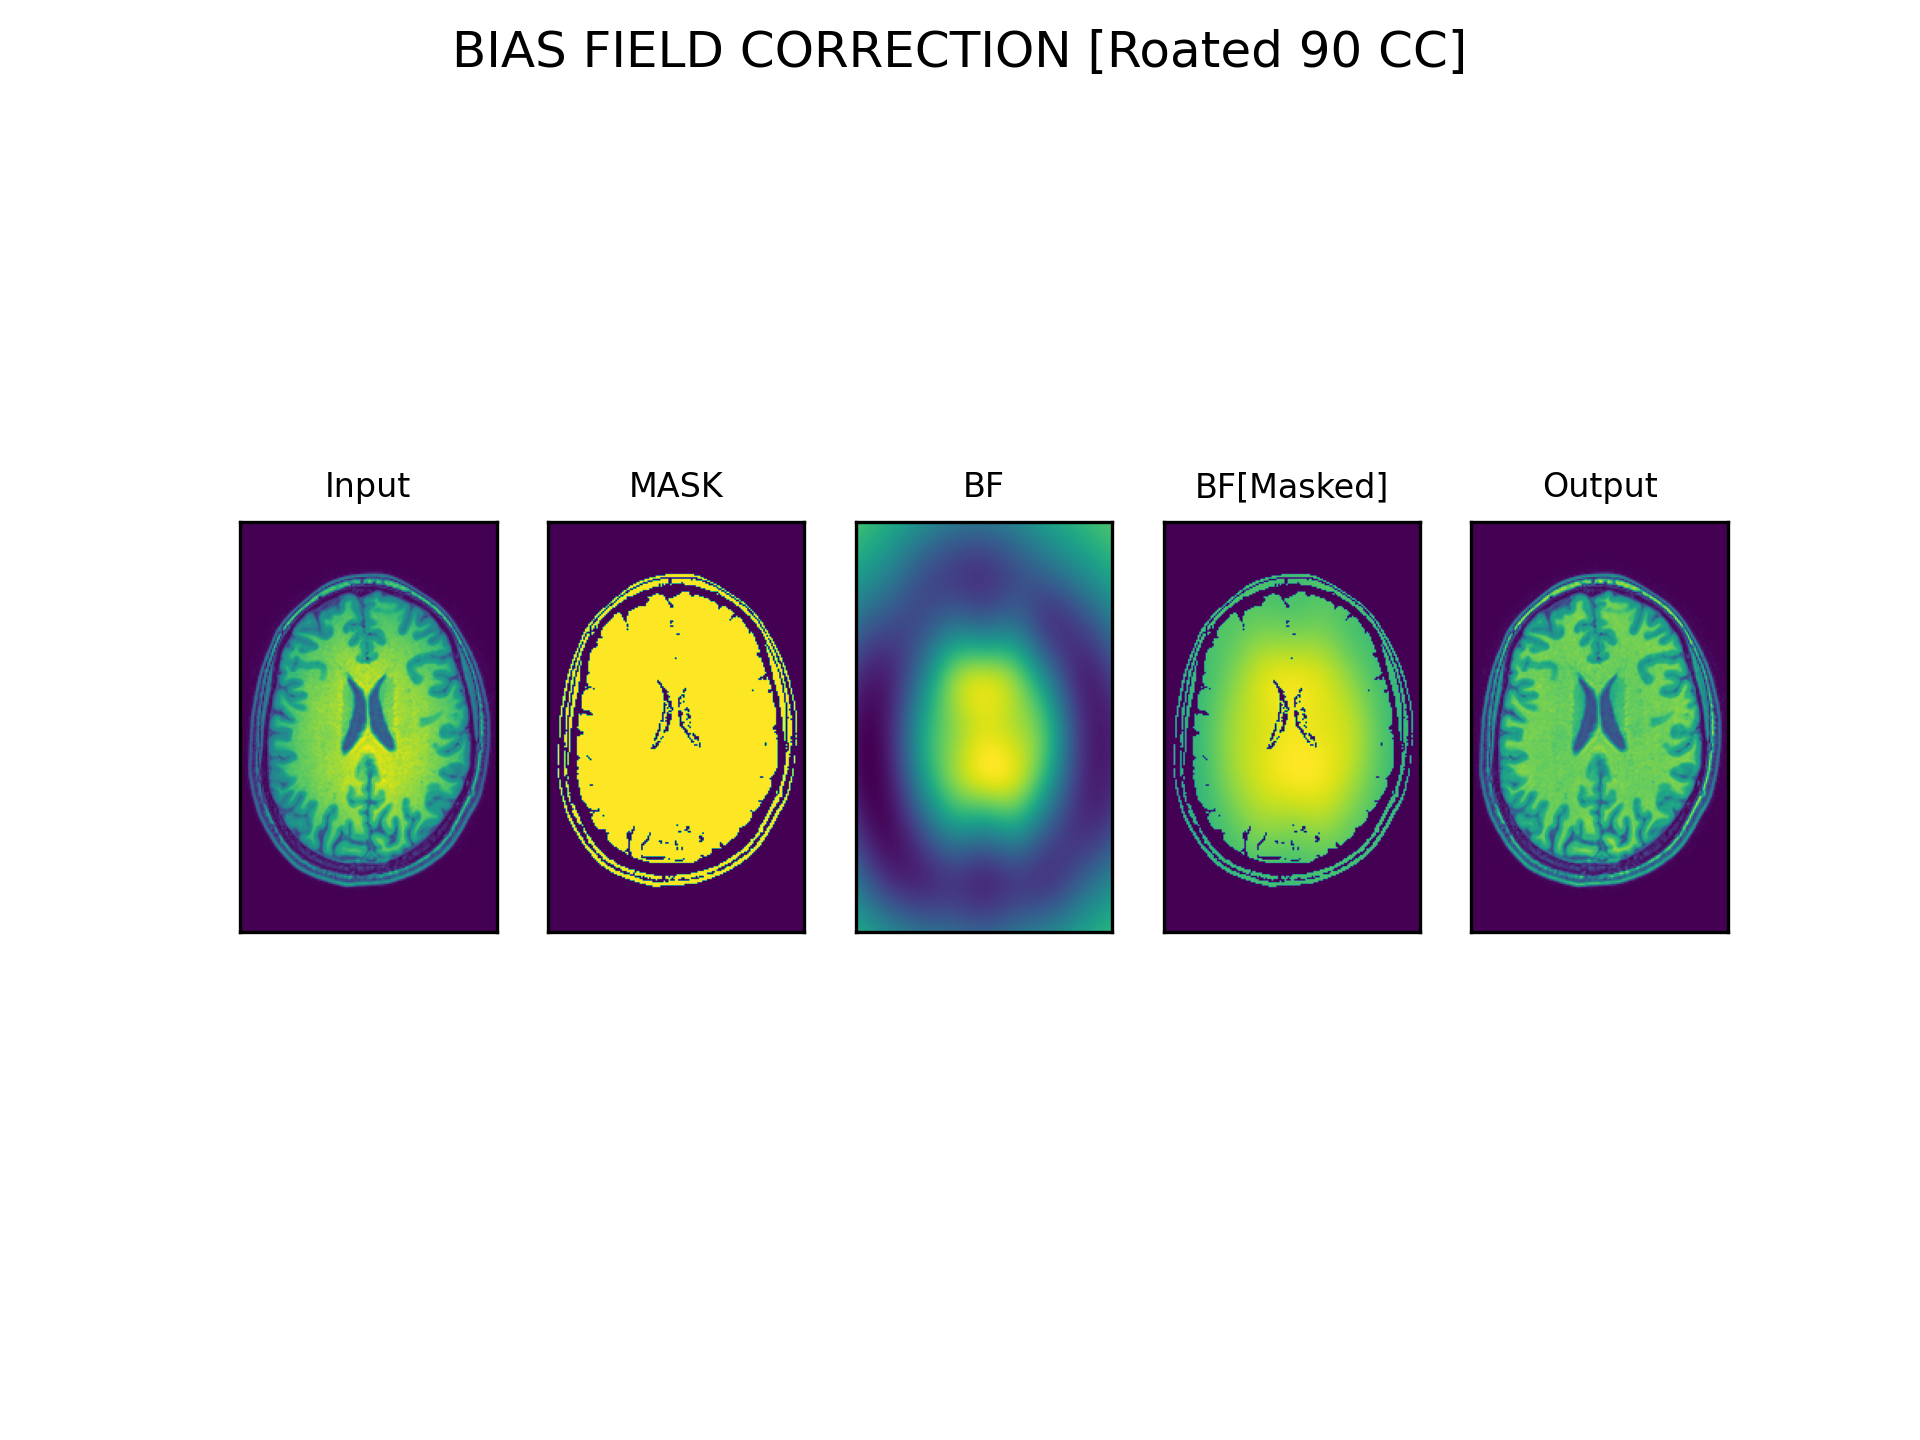 BIAS FIELD CORRECTION [Roated 90 CC]
Input
MASK
BF
BF[Masked]
Output